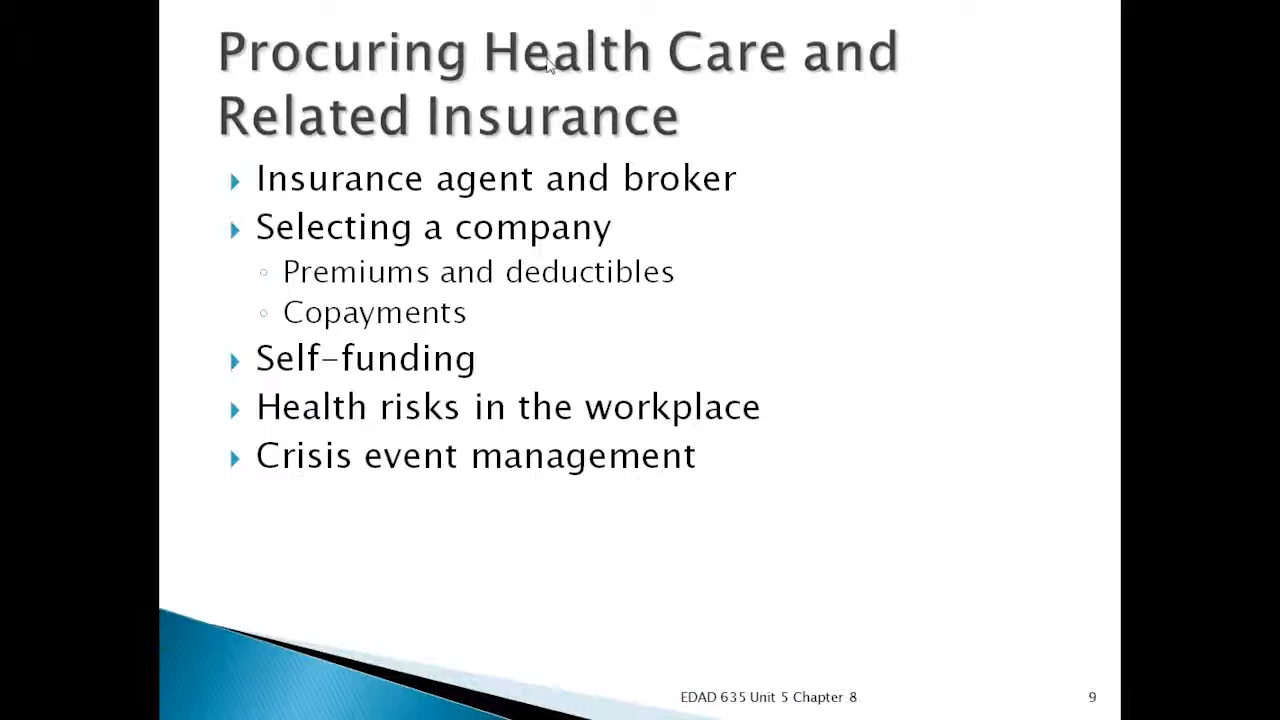 Procuring Health Care and
Related Insurance
Insurance agent and broker
Selecting a company
Premiums and deductibles
Copayments
Self-funding
Health risks in the workplace
Crisis event management
EDAD 635 Unit 5 Chapter 8
9